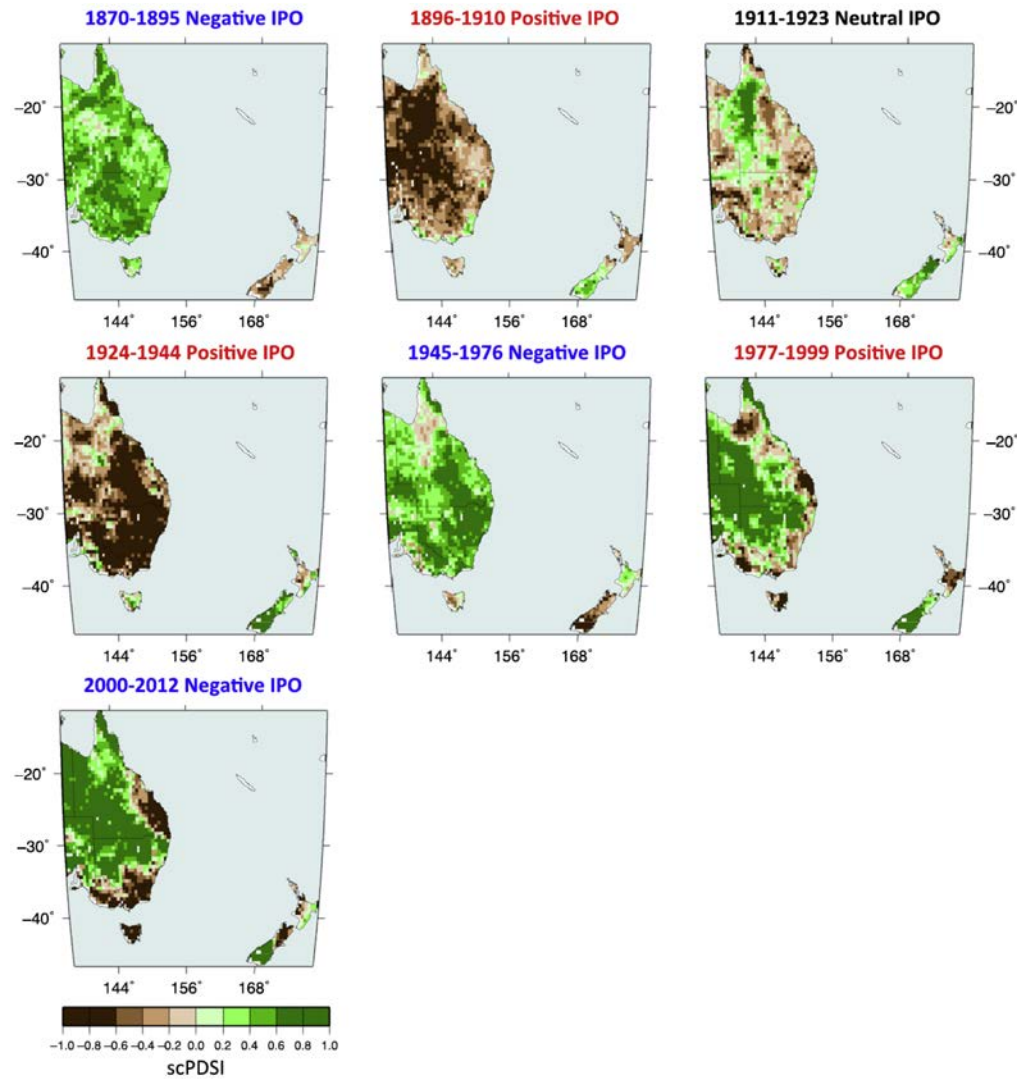 1870-1895 Negative IPO
1896-1910 Positive IPO
1911-1923 Neutral IPO
−20°
−30°
−40°
144° 156° 168°
144° 156° 168°
−20°
−30°
−40°
144° 156° 168°
1924-1944 Positive IPO
1945-1976 Negative IPO
1977-1999 Positive IPO
−20°
−30°
−40°
144° 156° 168°
144° 156° 168°
−20°
−30°
−40°
144° 156° 168°
2000-2012 Negative IPO
−20°
−30°
−40°
144° 156° 168°
-1.0 -0.8 -0.6 -0.4 -0.2 0.0 0.2 0.4 0.6 0.8 1.0
scPDSI